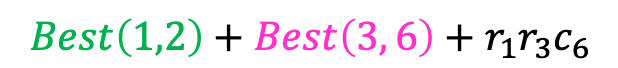 Best(1,2) + Best(3, 6) + r₁r₃c₆